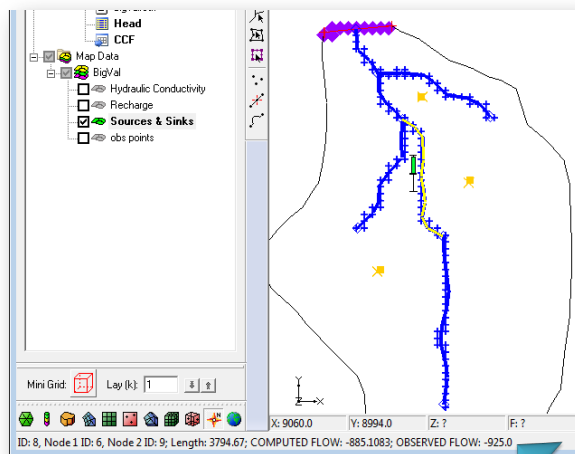 Head
CCF
Map Data
BigVal
Hydraulic Conductivity
Recharge
Sources & Sinks
obs points
Mini Grid:
Lay (k): 1
Y
Z
X
X: 9060.0
Y: 8994.0
Z: ?
F: ?
ID: 8, Node 1 ID: 6, Node 2 ID: 9; Length: 3794.67; COMPUTED FLOW: -885.1083; OBSERVED FLOW: -925.0